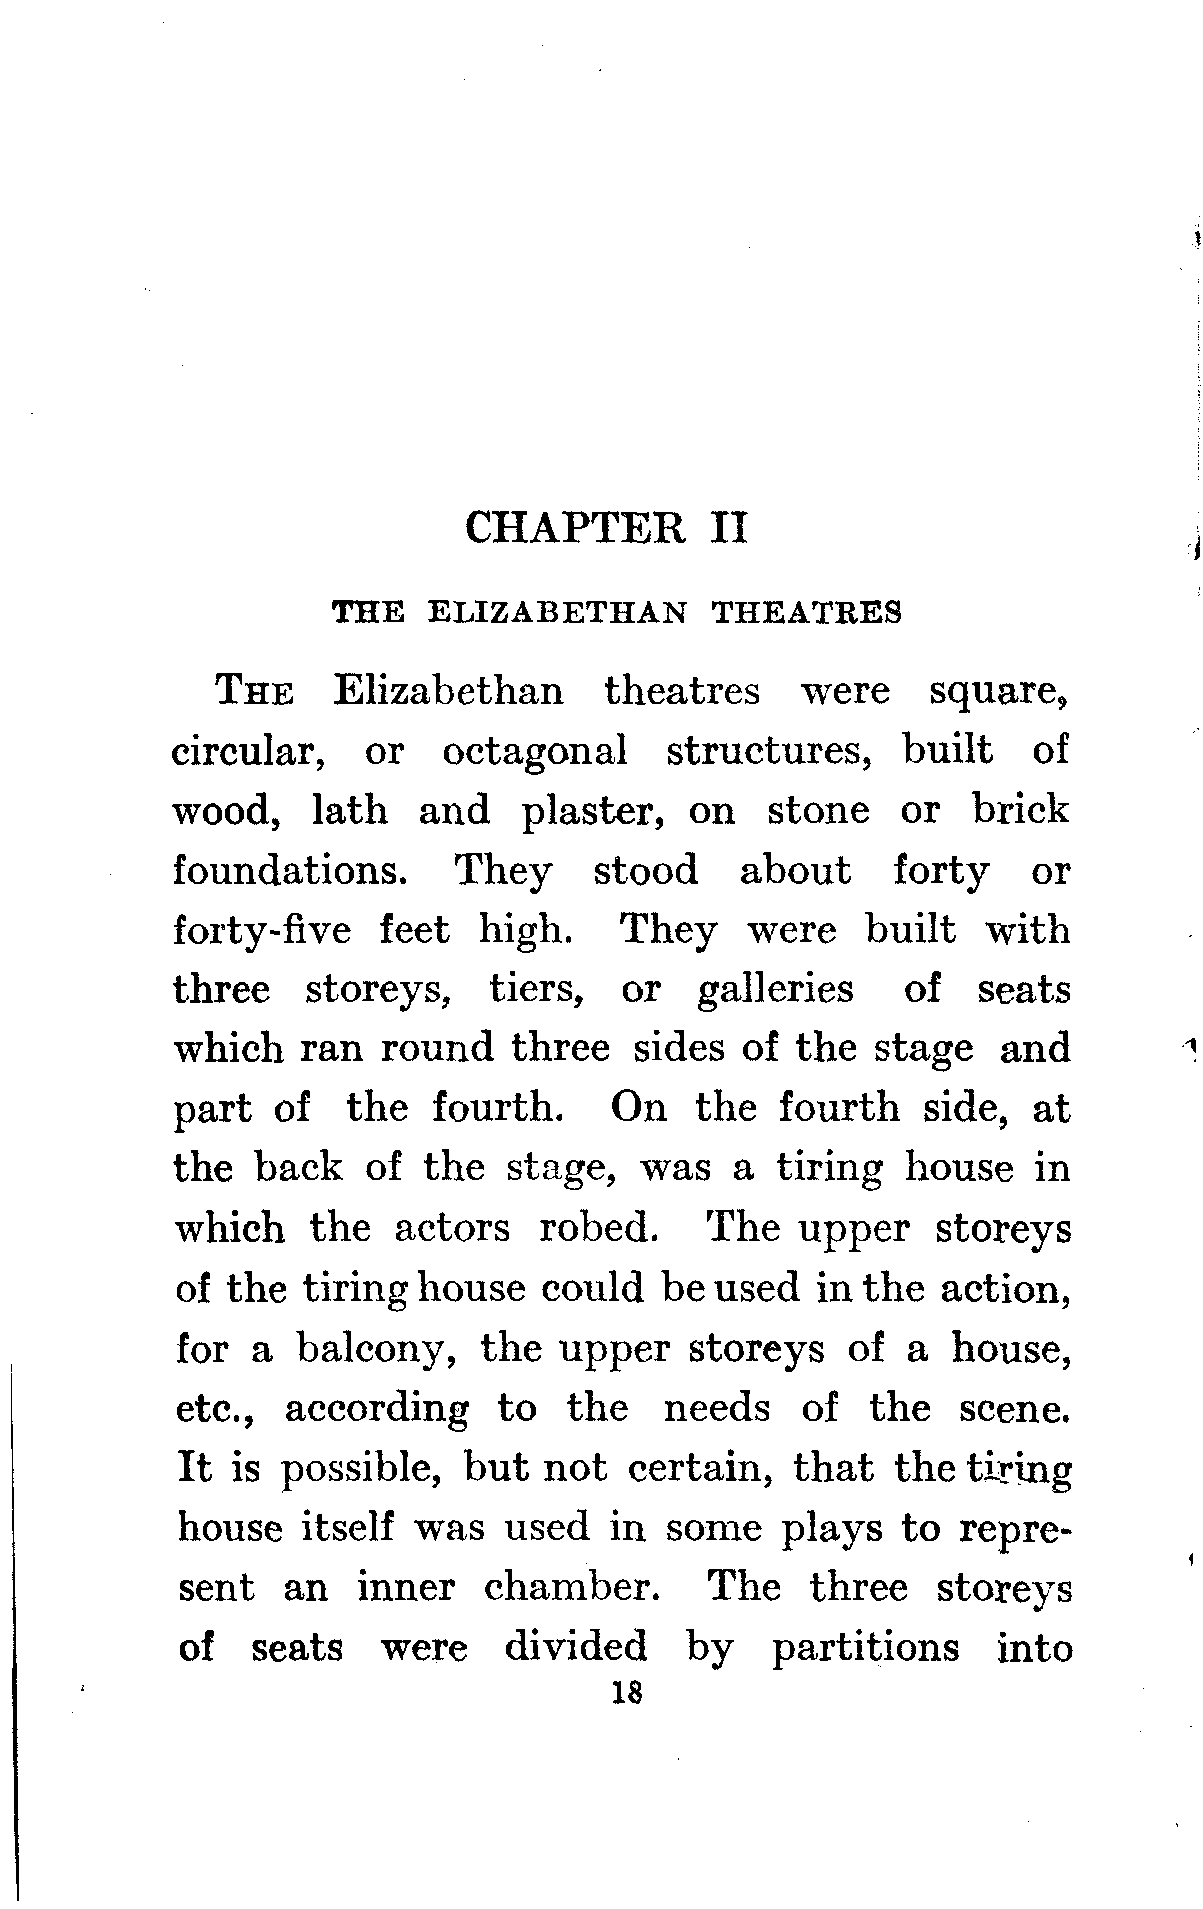 CHAPTER II
THE ELIZABETHAN THEATRES
THE Elizabethan theatres were square,
circular, or octagonal structures, built of
wood, lath and plaster, on stone or brick
foundations. They stood about forty or
forty-five feet high. They were built with
three storeys, tiers, or galleries of seats
which ran round three sides of the stage and
part of the fourth. On the fourth side, at
the back of the stage, was a tiring house in
which the actors robed. The upper storeys
of the tiring house could be used in the action,
for a balcony, the upper storeys of a house,
etc., according to the needs of the scene.
It is possible, but not certain, that the tiring
house itself was used in some plays to repre-
sent an inner chamber. The three storeys
of seats were divided by partitions into
18